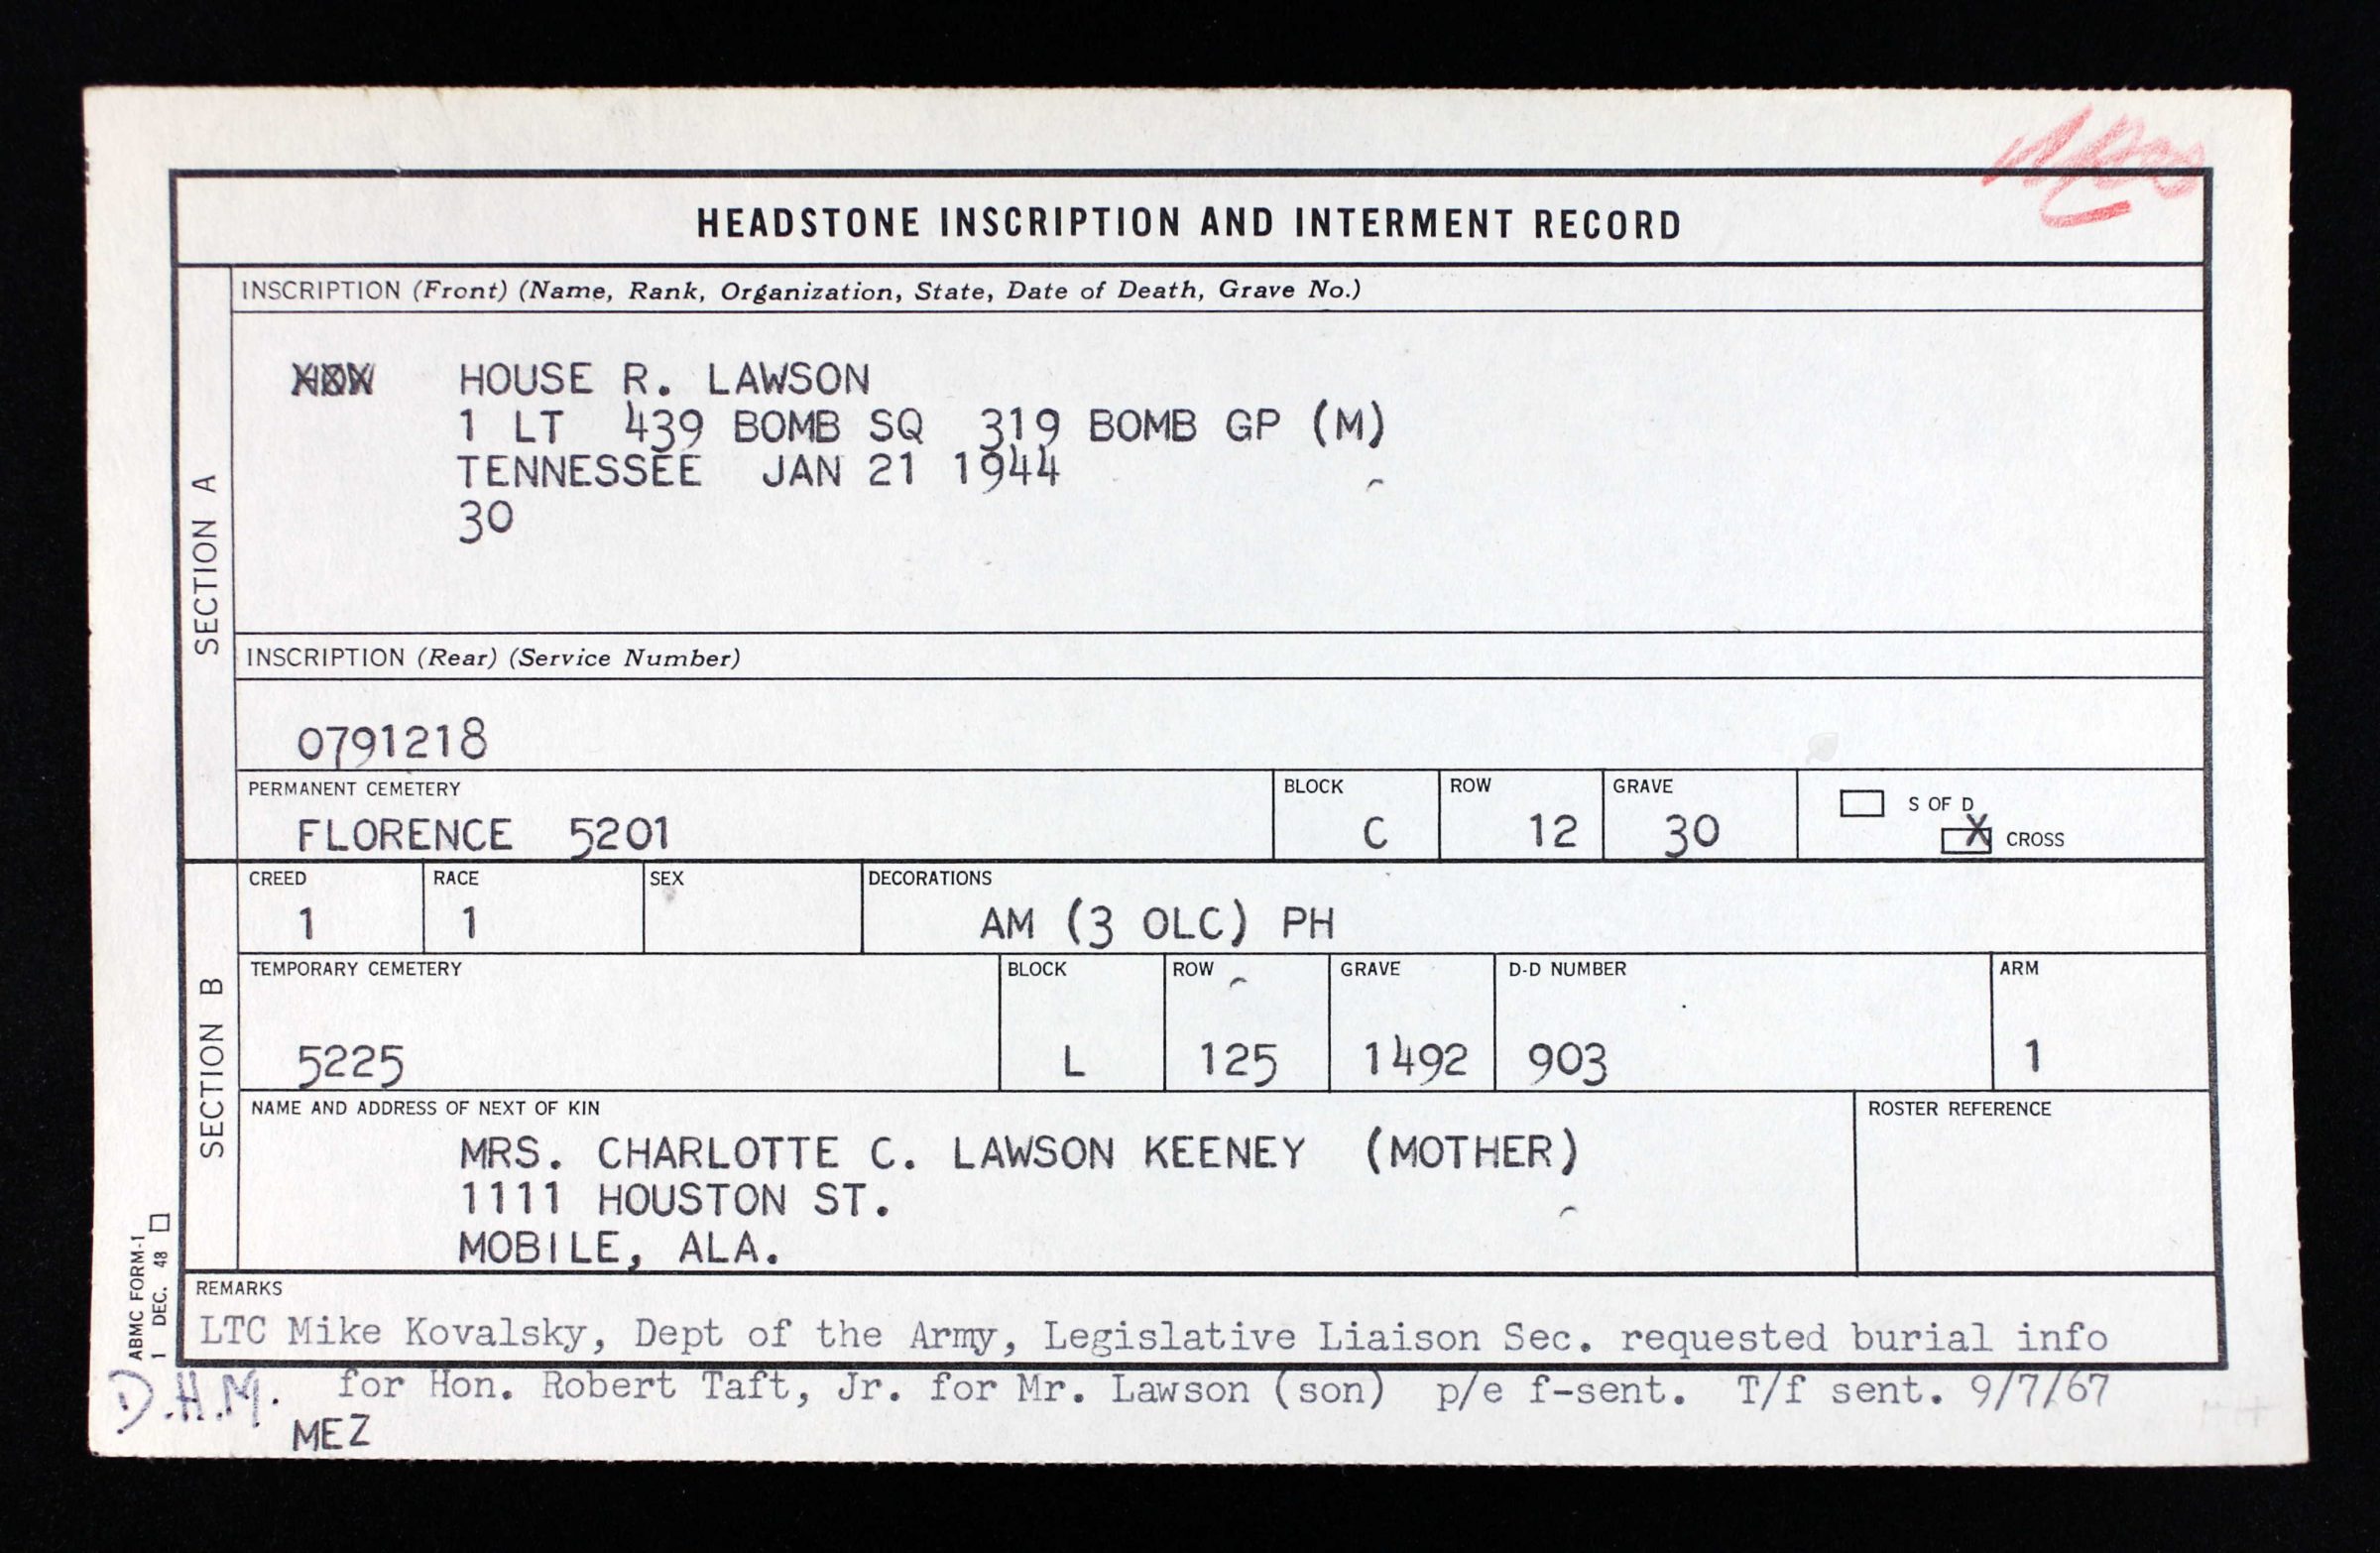 HEADSTONE INSCRIPTION AND INTERMENT RECORD
SECTION A
INSCRIPTION (Front) (Name, Rank, Organization, State, Date of Death, Grave No.)
HOUSE R. LAWSON
1 LT 439 BOMB SQ 319 BOMB GP (M)
TENNESSEE JAN 21 1944
30
INSCRIPTION (Rear) (Service Number)
0791218
PERMANENT CEMETERY BLOCK ROW GRAVE S OF D
FLORENCE 5201 C 12 30 X CROSS
SECTION B
CREED RACE SEX DECORATIONS
1 1 AM (3 OLC) PH
TEMPORARY CEMETERY BLOCK ROW GRAVE D-D NUMBER ARM
5225 L 125 1492 903 1
NAME AND ADDRESS OF NEXT OF KIN ROSTER REFERENCE
MRS. CHARLOTTE C. LAWSON KEENEY (MOTHER)
1111 HOUSTON ST.
MOBILE, ALA.
ABMC FORM-1
1 DEC. 48
REMARKS
LTC Mike Kovalsky, Dept of the Army, Legislative Liaison Sec. requested burial info
D.H.M. for Hon. Robert Taft, Jr. for Mr. Lawson (son) p/e f-sent. T/f sent. 9/7/67
MEZ